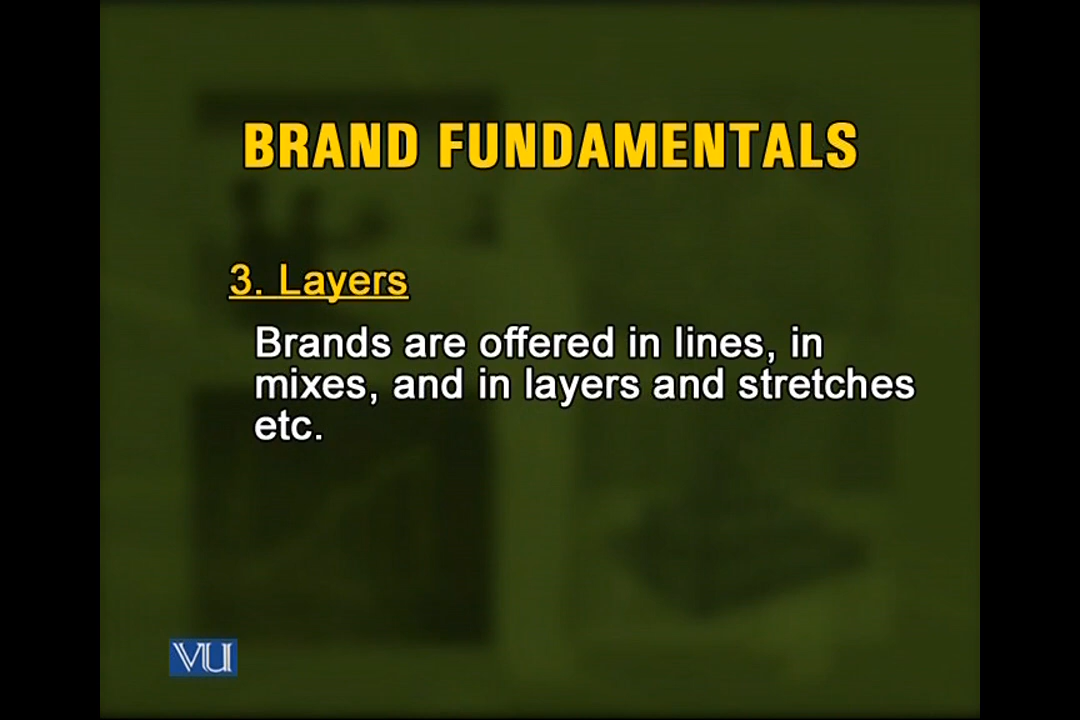 BRAND FUNDAMENTALS
3. Layers
Brands are offered in lines, in
mixes, and in layers and stretches
etc.
VU